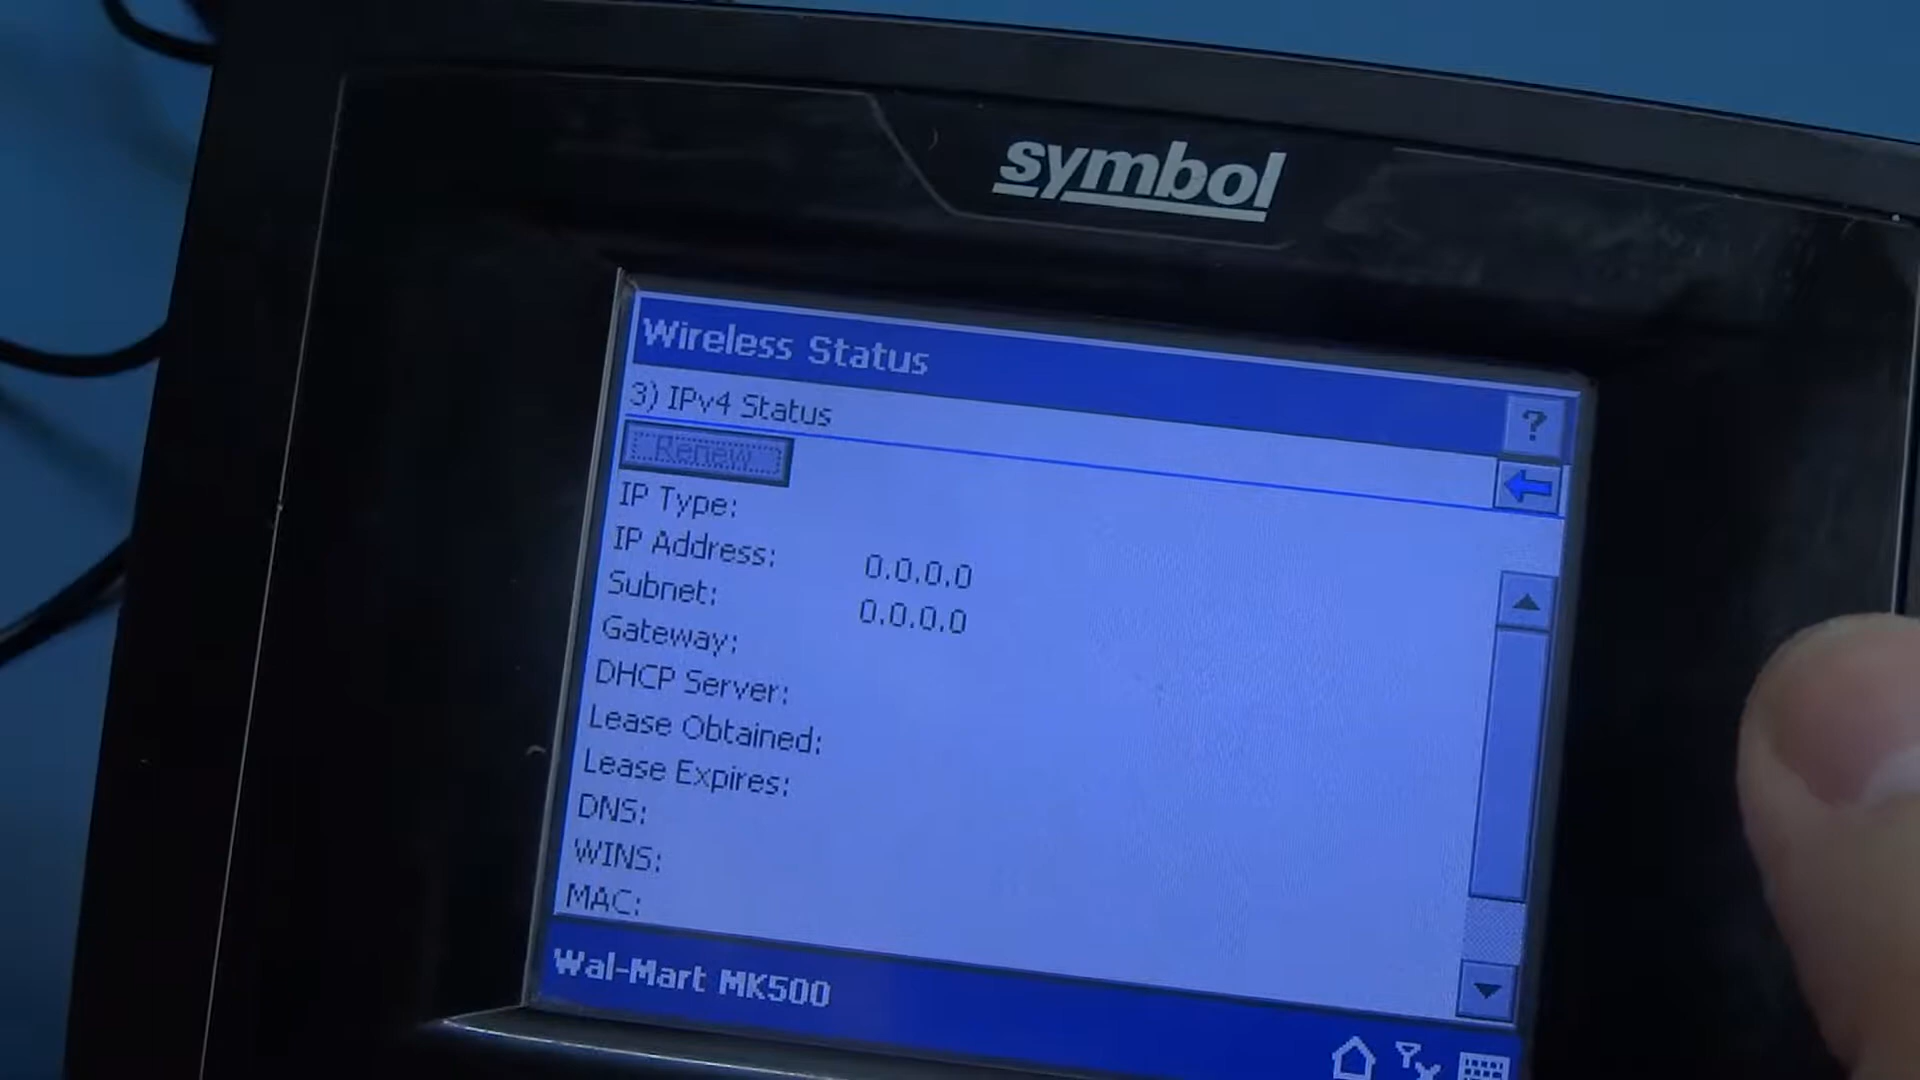 symbol
Wireless Status
?
3) IPv4 Status
Renew
IP Type:
IP Address: 0.0.0.0
Subnet: 0.0.0.0
Gateway:
DHCP Server:
Lease Obtained:
Lease Expires:
DNS:
WINS:
MAC:
Wal-Mart MK500